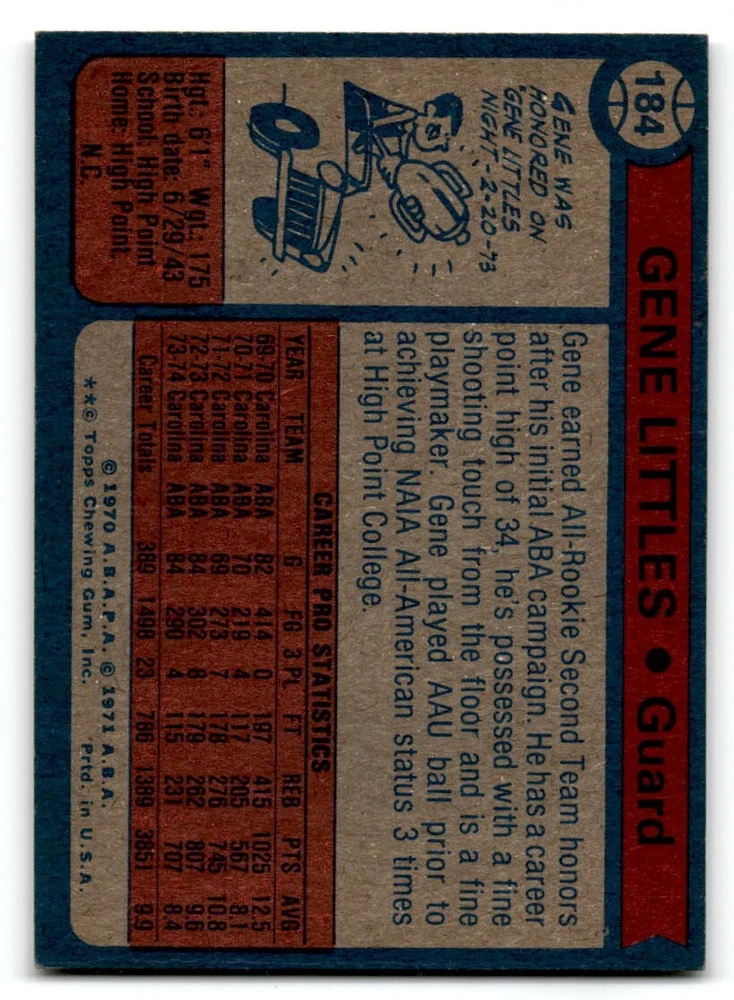 184
GENE LITTLES • Guard
GENE WAS
HONORED ON
"GENE LITTLES
NIGHT-2-20-73
Hgt: 6'1" Wgt: 175
Birth date: 6/29/43
School: High Point
Home: High Point,
N.C.
Gene earned All-Rookie Second Team honors
after his initial ABA campaign. He has a career
point high of 34, he's possessed with a fine
shooting touch from the floor and is a fine
playmaker. Gene played AAU ball prior to
achieving NAIA All-American status 3 times
at High Point College.
CAREER PRO STATISTICS
YEAR TEAM G FG 3 PL FT REB PTS AVG
69-70 Carolina ABA 82 414 0 197 415 1025 12.5
70-71 Carolina ABA 70 219 4 117 205 567 8.1
71-72 Carolina ABA 69 273 7 178 276 745 10.8
72-73 Carolina ABA 84 302 8 179 262 807 9.6
73-74 Carolina ABA 84 290 4 115 231 707 8.4
Career Totals 389 1498 23 786 1389 3851 9.9
© 1970 A.B.A.P.A. © 1971 A.B.A.
**© Topps Chewing Gum, Inc. Prtd. in U.S.A.